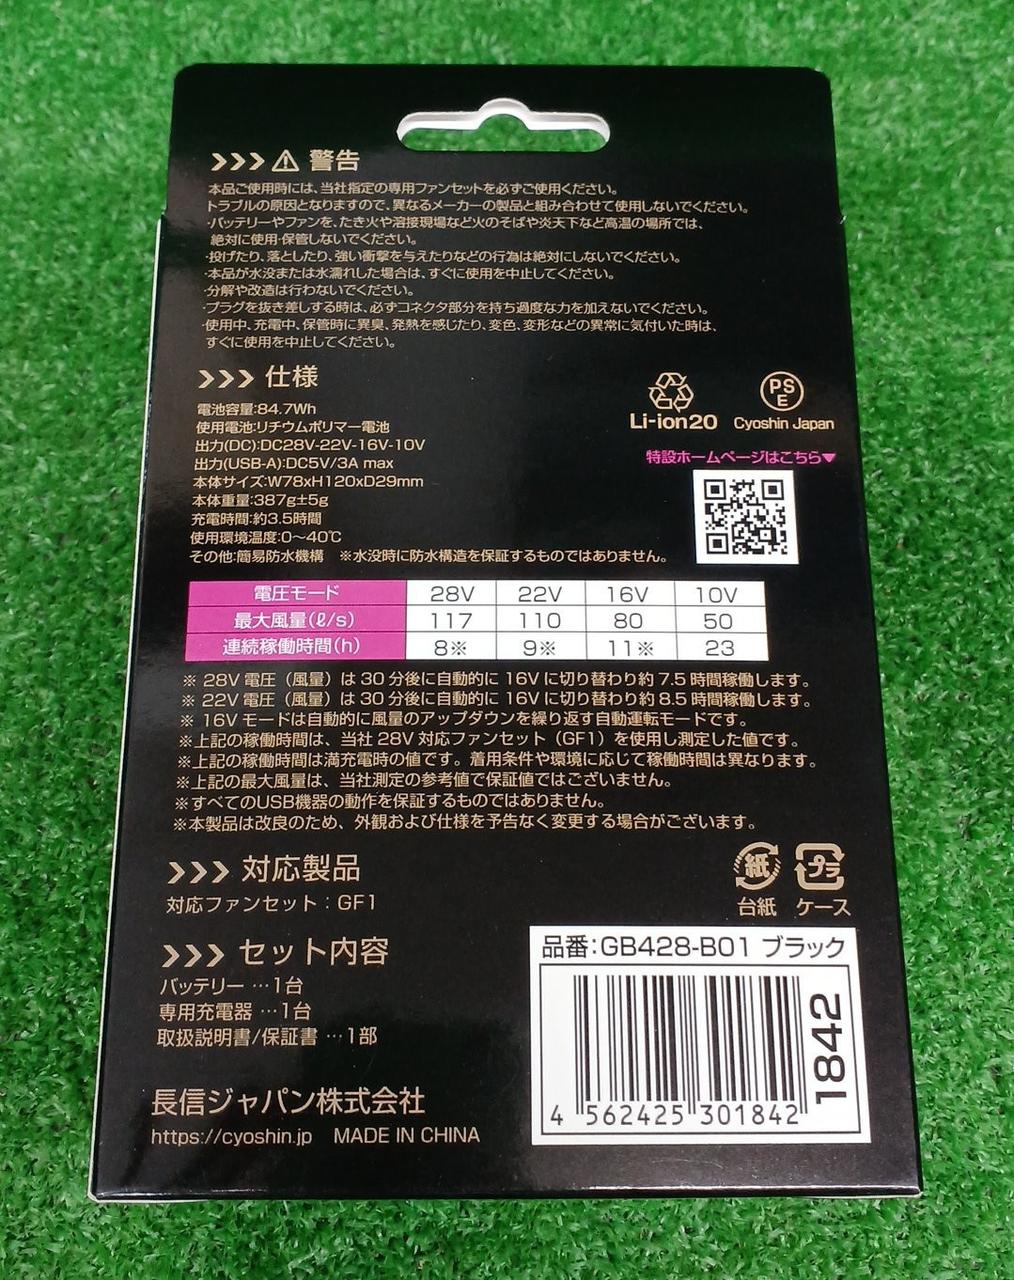 >>>⚠警告
本品ご使用時には、当社指定の専用ファンセットを必ずご使用ください。
トラブルの原因となりますので、異なるメーカーの製品と組み合わせて使用しないでください。
・バッテリーやファンを、たき火や溶接現場など火のそばや炎天下など高温の場所では、
絶対に使用・保管しないでください。
・投げたり、落としたり、強い衝撃を与えたりなどの行為は絶対にしないでください。
・本品が水没または水濡れした場合は、すぐに使用を中止してください。
・分解や改造は行わないでください。
・プラグを抜き差しする時は、必ずコネクタ部分を持ち過度な力を加えないでください。
・使用中、充電中、保管時に異臭、発熱を感じたり、変色、変形などの異常に気付いた時は、
すぐに使用を中止してください。
>>>仕様
電池容量:84.7Wh
使用電池:リチウムポリマー電池
出力(DC):DC28V-22V-16V-10V
出力(USB-A):DC5V/3A max
本体サイズ:W78xH120xD29mm
本体重量:387g±5g
充電時間:約3.5時間
使用環境温度:0～40℃
その他:簡易防水機構 ※水没時に防水構造を保証するものではありません。
Li-ion20
PS
E
Cyoshin Japan
特設ホームページはこちら▼
電圧モード 28V 22V 16V 10V
最大風量(ℓ/s) 117 110 80 50
連続稼働時間(h) 8※ 9※ 11※ 23
※ 28V 電圧（風量）は 30 分後に自動的に 16V に切り替わり約 7.5 時間稼働します。
※ 22V 電圧（風量）は 30 分後に自動的に 16V に切り替わり約 8.5 時間稼働します。
※ 16V モードは自動的に風量のアップダウンを繰り返す自動運転モードです。
※上記の稼働時間は、当社 28V 対応ファンセット（GF1）を使用し測定した値です。
※上記の稼働時間は満充電時の値です。着用条件や環境に応じて稼働時間は異なります。
※上記の最大風量は、当社測定の参考値で保証値ではございません。
※すべてのUSB機器の動作を保証するものではありません。
※本製品は改良のため、外観および仕様を予告なく変更する場合がございます。
>>>対応製品
対応ファンセット：GF1
紙
台紙
プラ
ケース
>>>セット内容
バッテリー …1台
専用充電器 …1台
取扱説明書/保証書 …1部
品番:GB428-B01 ブラック
1842
4 562425 301842
長信ジャパン株式会社
https://cyoshin.jp MADE IN CHINA